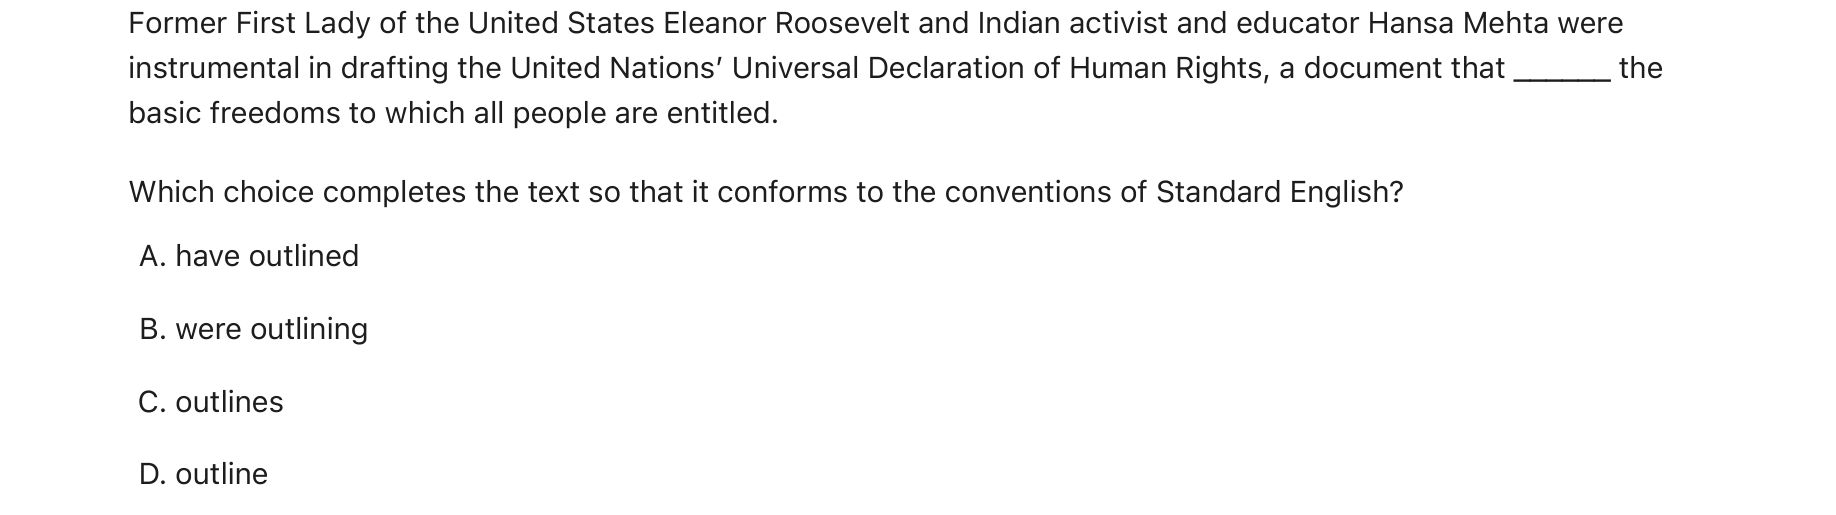 Former First Lady of the United States Eleanor Roosevelt and Indian activist and educator Hansa Mehta were
instrumental in drafting the United Nations’ Universal Declaration of Human Rights, a document that ______ the
basic freedoms to which all people are entitled.
Which choice completes the text so that it conforms to the conventions of Standard English?
A. have outlined
B. were outlining
C. outlines
D. outline